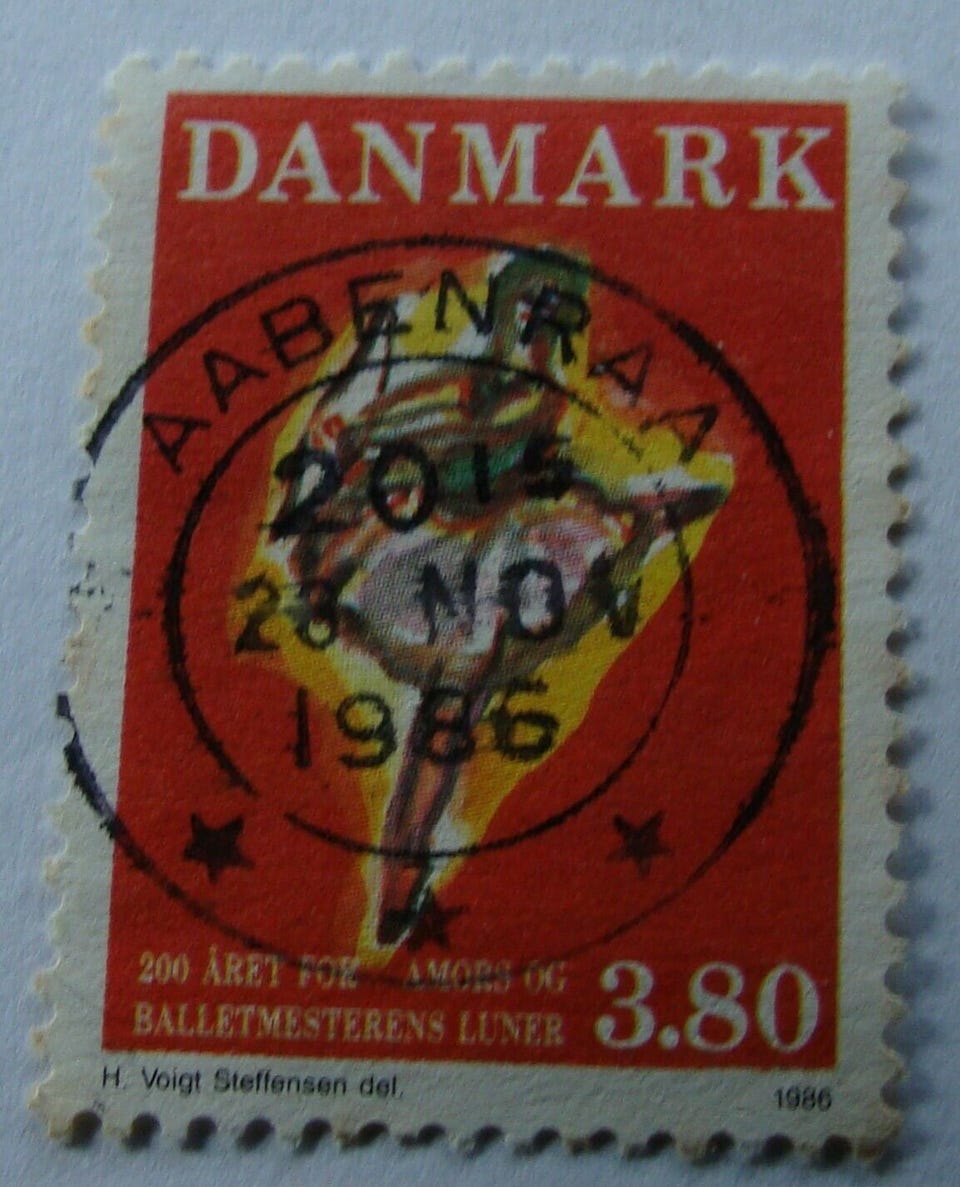 DANMARK
AABENRAA
2015
28 NOV
1986
200 ÅRET FOR AMORS OG
BALLETMESTERENS LUNER
3.80
H. Voigt Steffensen del.
1986